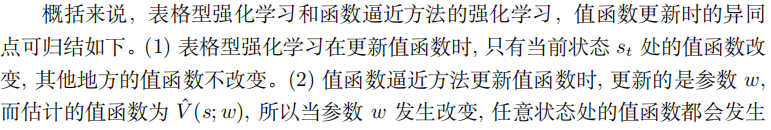 概括来说，表格型强化学习和函数逼近方法的强化学习，值函数更新时的异同
点可归结如下。(1) 表格型强化学习在更新值函数时, 只有当前状态 s_t 处的值函数改
变, 其他地方的值函数不改变。(2) 值函数逼近方法更新值函数时, 更新的是参数 w,
而估计的值函数为 V̂(s;w), 所以当参数 w 发生改变, 任意状态处的值函数都会发生